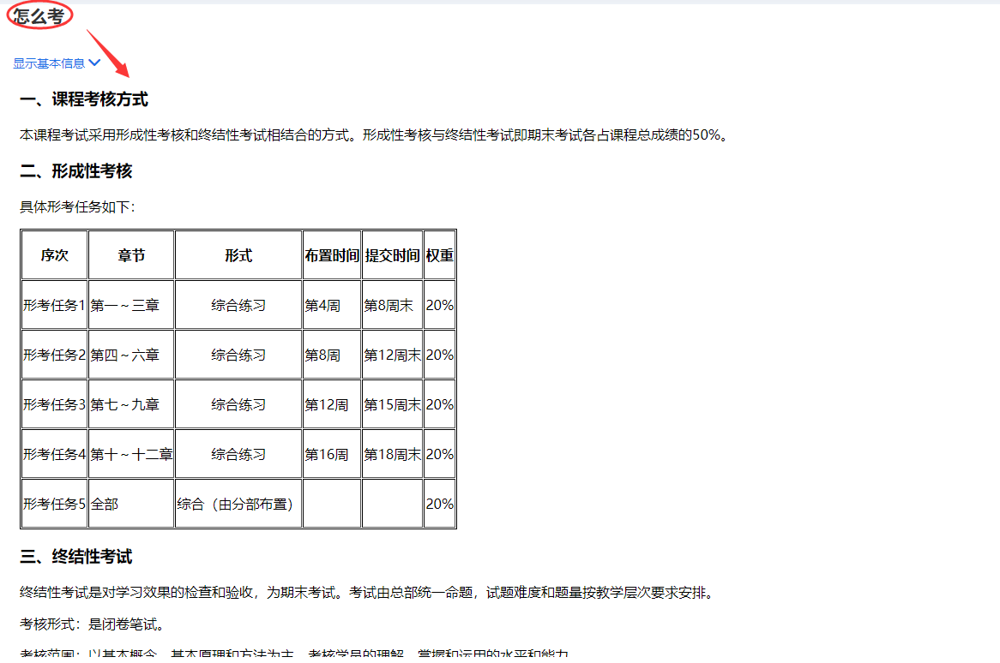 怎么考
显示基本信息
一、课程考核方式
本课程考试采用形成性考核和终结性考试相结合的方式。形成性考核与终结性考试即期末考试各占课程总成绩的50%。
二、形成性考核
具体形考任务如下：
序次 章节 形式 布置时间 提交时间 权重
形考任务1 第一～三章 综合练习 第4周 第8周末 20%
形考任务2 第四～六章 综合练习 第8周 第12周末 20%
形考任务3 第七～九章 综合练习 第12周 第15周末 20%
形考任务4 第十～十二章 综合练习 第16周 第18周末 20%
形考任务5 全部 综合（由分部布置） 20%
三、终结性考试
终结性考试是对学习效果的检查和验收，为期末考试。考试由总部统一命题，试题难度和题量按教学层次要求安排。
考核形式：是闭卷笔试。
考核范围：以基本概念、基本原理和方法为主，考核学员的理解、掌握和运用的水平和能力